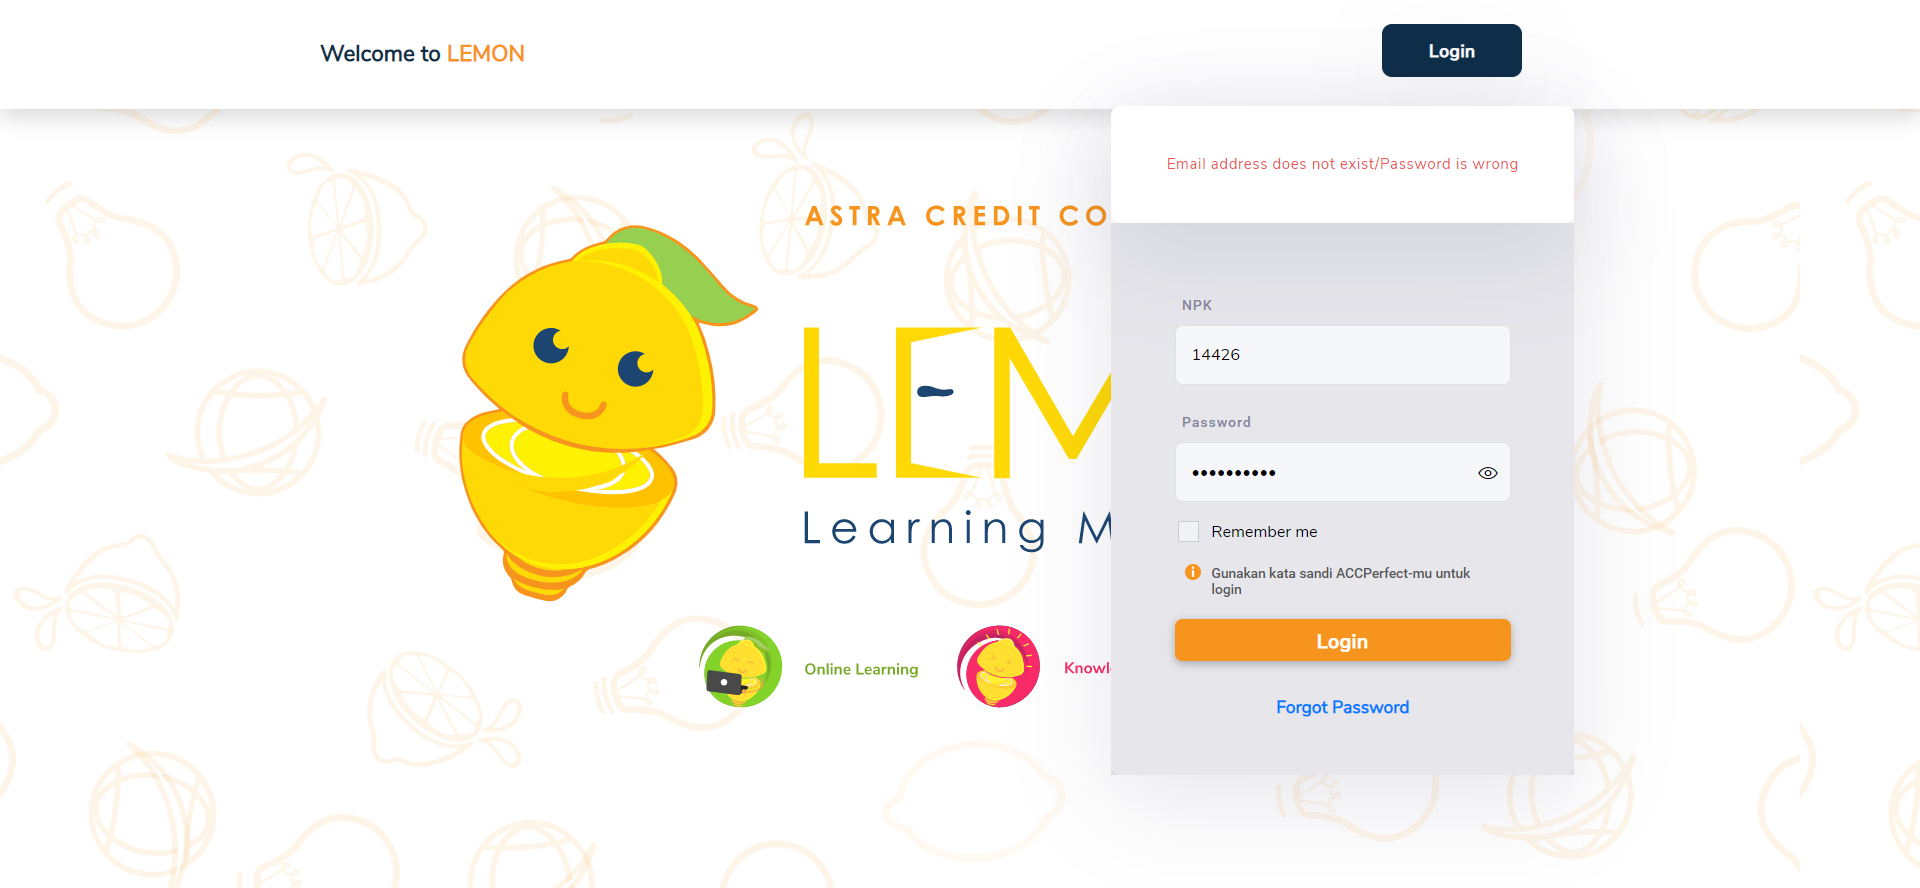 Welcome to LEMON
Login
Email address does not exist/Password is wrong
ASTRA CREDIT CO
LEM
Learning M
Online Learning
Knowl
NPK
14426
Password
••••••••••
Remember me
Gunakan kata sandi ACCPerfect-mu untuk
login
Login
Forgot Password